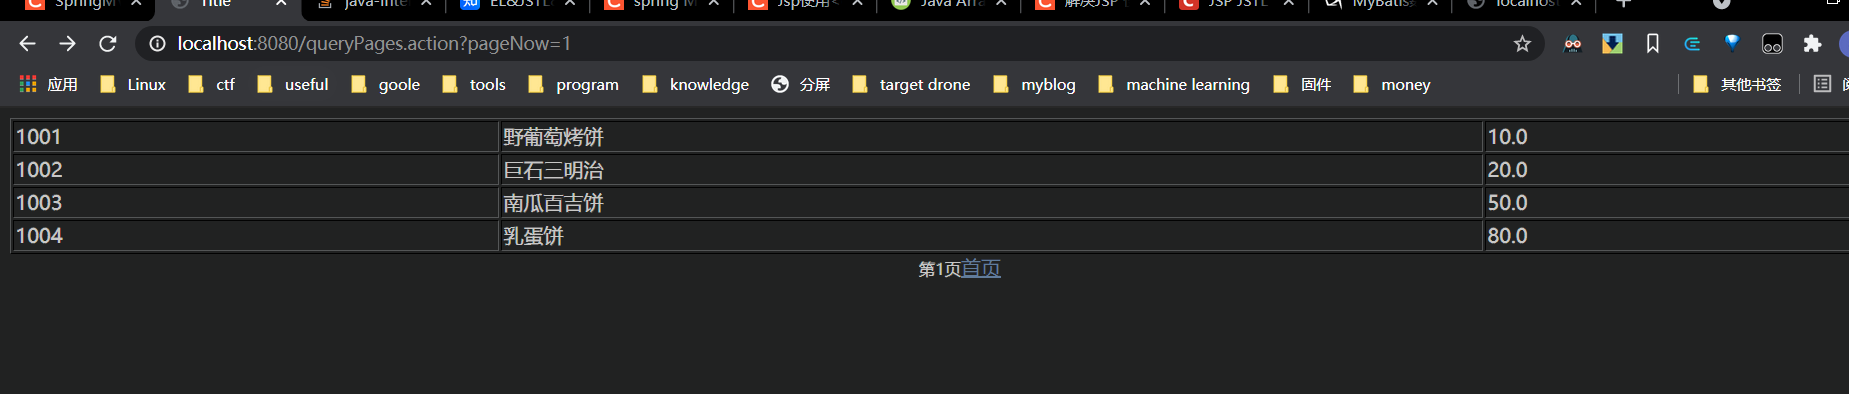 Title
java-inte
EL&JSTL
spring M
Jsp使用<
Java Arra
解决JSP
JSP JSTL
MyBatis
localhost
localhost:8080/queryPages.action?pageNow=1
应用 Linux ctf useful goole tools program knowledge 分屏 target drone myblog machine learning 固件 money 其他书签
1001 野葡萄烤饼 10.0
1002 巨石三明治 20.0
1003 南瓜百吉饼 50.0
1004 乳蛋饼 80.0
第1页首页